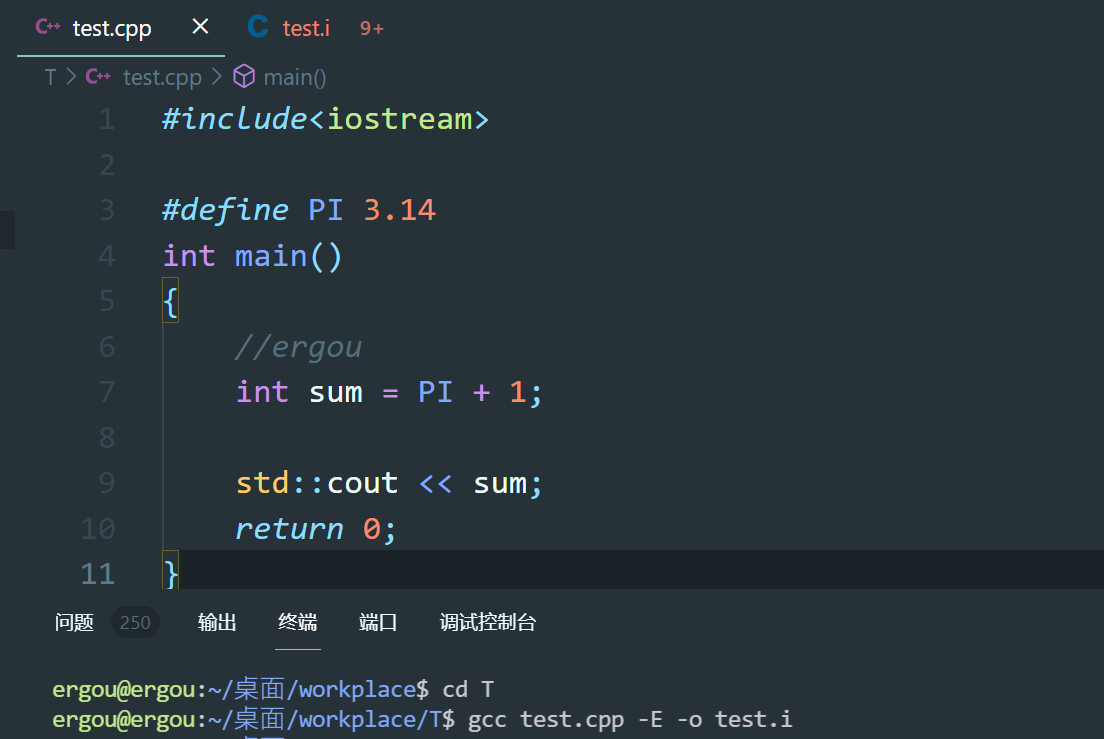 C++ test.cpp × C test.i 9+
T > C++ test.cpp > main()
1 #include<iostream>
2
3 #define PI 3.14
4 int main()
5 {
6     //ergou
7     int sum = PI + 1;
8
9     std::cout << sum;
10     return 0;
11 }
问题 250 输出 终端 端口 调试控制台
ergou@ergou:~/桌面/workplace$ cd T
ergou@ergou:~/桌面/workplace/T$ gcc test.cpp -E -o test.i